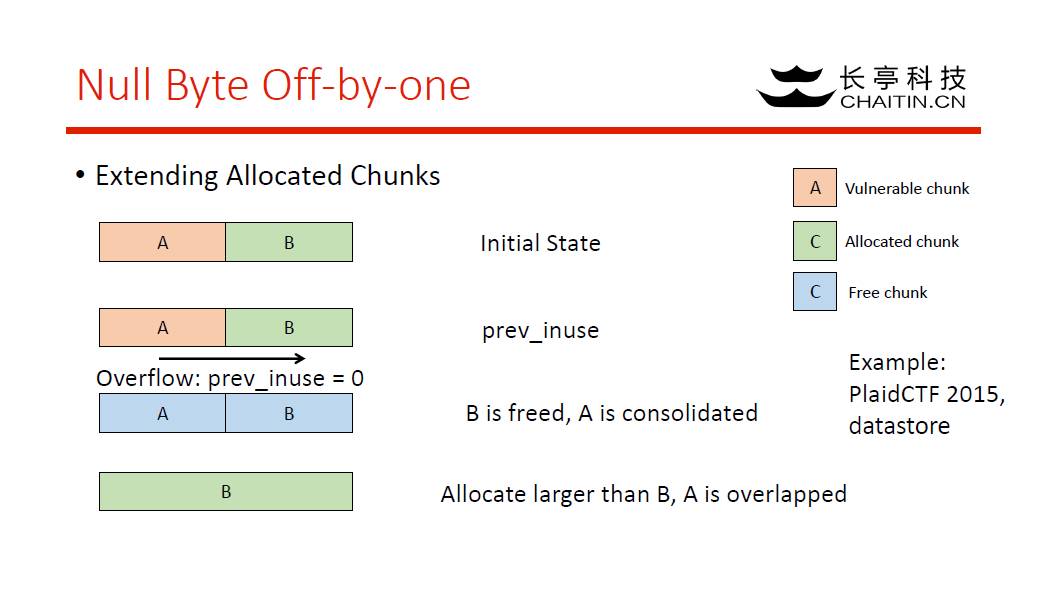 Null Byte Off-by-one
长亭科技
CHAITIN.CN
• Extending Allocated Chunks
A B
Initial State
A B
prev_inuse
Overflow: prev_inuse = 0
A B
B is freed, A is consolidated
B
Allocate larger than B, A is overlapped
A Vulnerable chunk
C Allocated chunk
C Free chunk
Example:
PlaidCTF 2015,
datastore